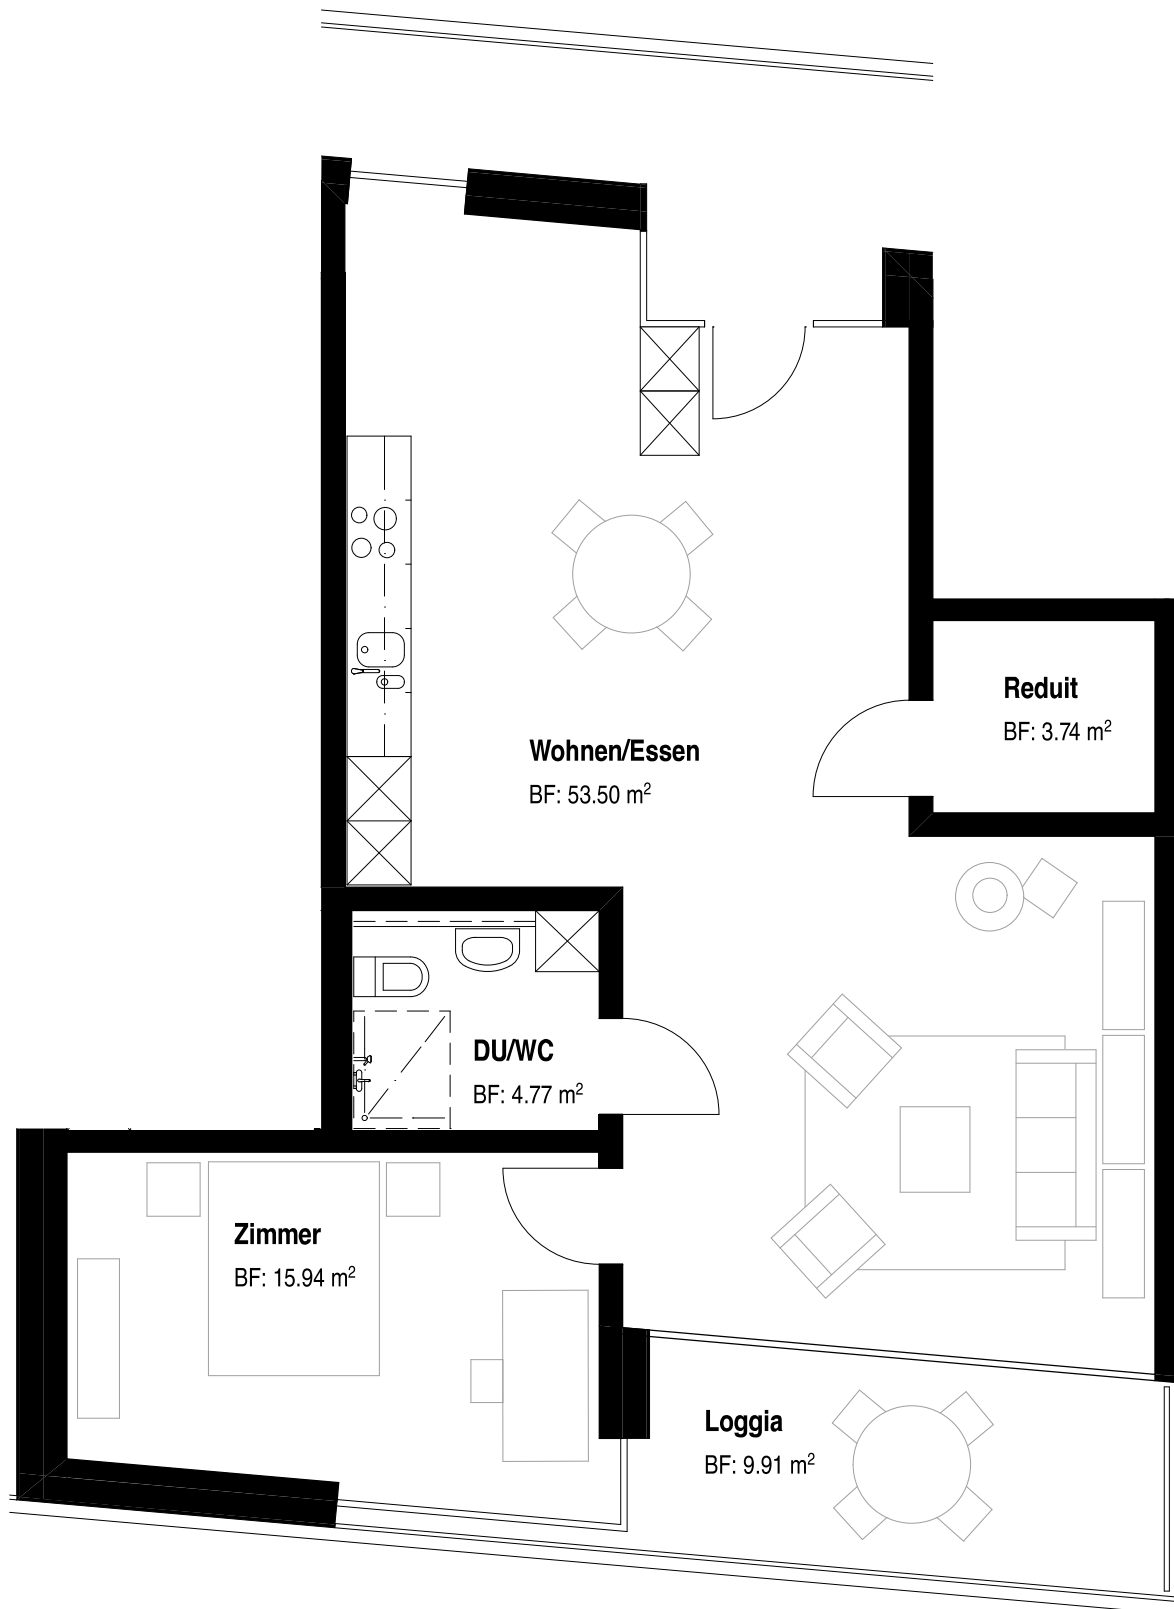 Reduit
BF: 3.74 m²
Wohnen/Essen
BF: 53.50 m²
DU/WC
BF: 4.77 m²
Zimmer
BF: 15.94 m²
Loggia
BF: 9.91 m²